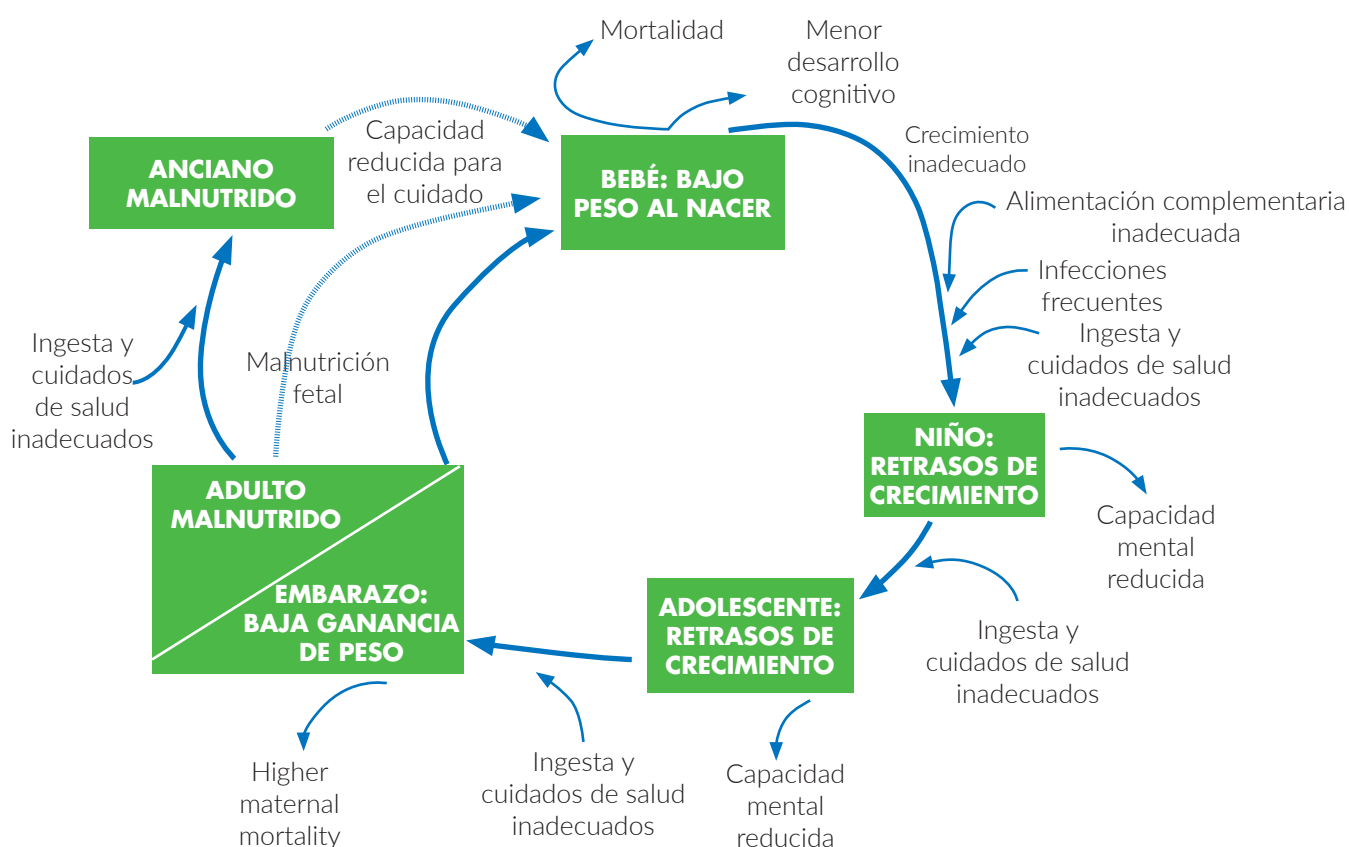 Mortalidad
Menor
desarrollo
cognitivo
Crecimiento
inadecuado
Capacidad
reducida para
el cuidado
ANCIANO
MALNUTRIDO
BEBÉ: BAJO
PESO AL NACER
Alimentación complementaria
inadecuada
Infecciones
frecuentes
Ingesta y
cuidados de salud
inadecuados
Ingesta y
cuidados
de salud
inadecuados
Malnutrición
fetal
NIÑO:
RETRASOS DE
CRECIMIENTO
Capacidad
mental
reducida
ADULTO
MALNUTRIDO
EMBARAZO:
BAJA GANANCIA
DE PESO
ADOLESCENTE:
RETRASOS DE
CRECIMIENTO
Ingesta y
cuidados de salud
inadecuados
Higher
maternal
mortality
Ingesta y
cuidados de salud
inadecuados
Capacidad
mental
reducida